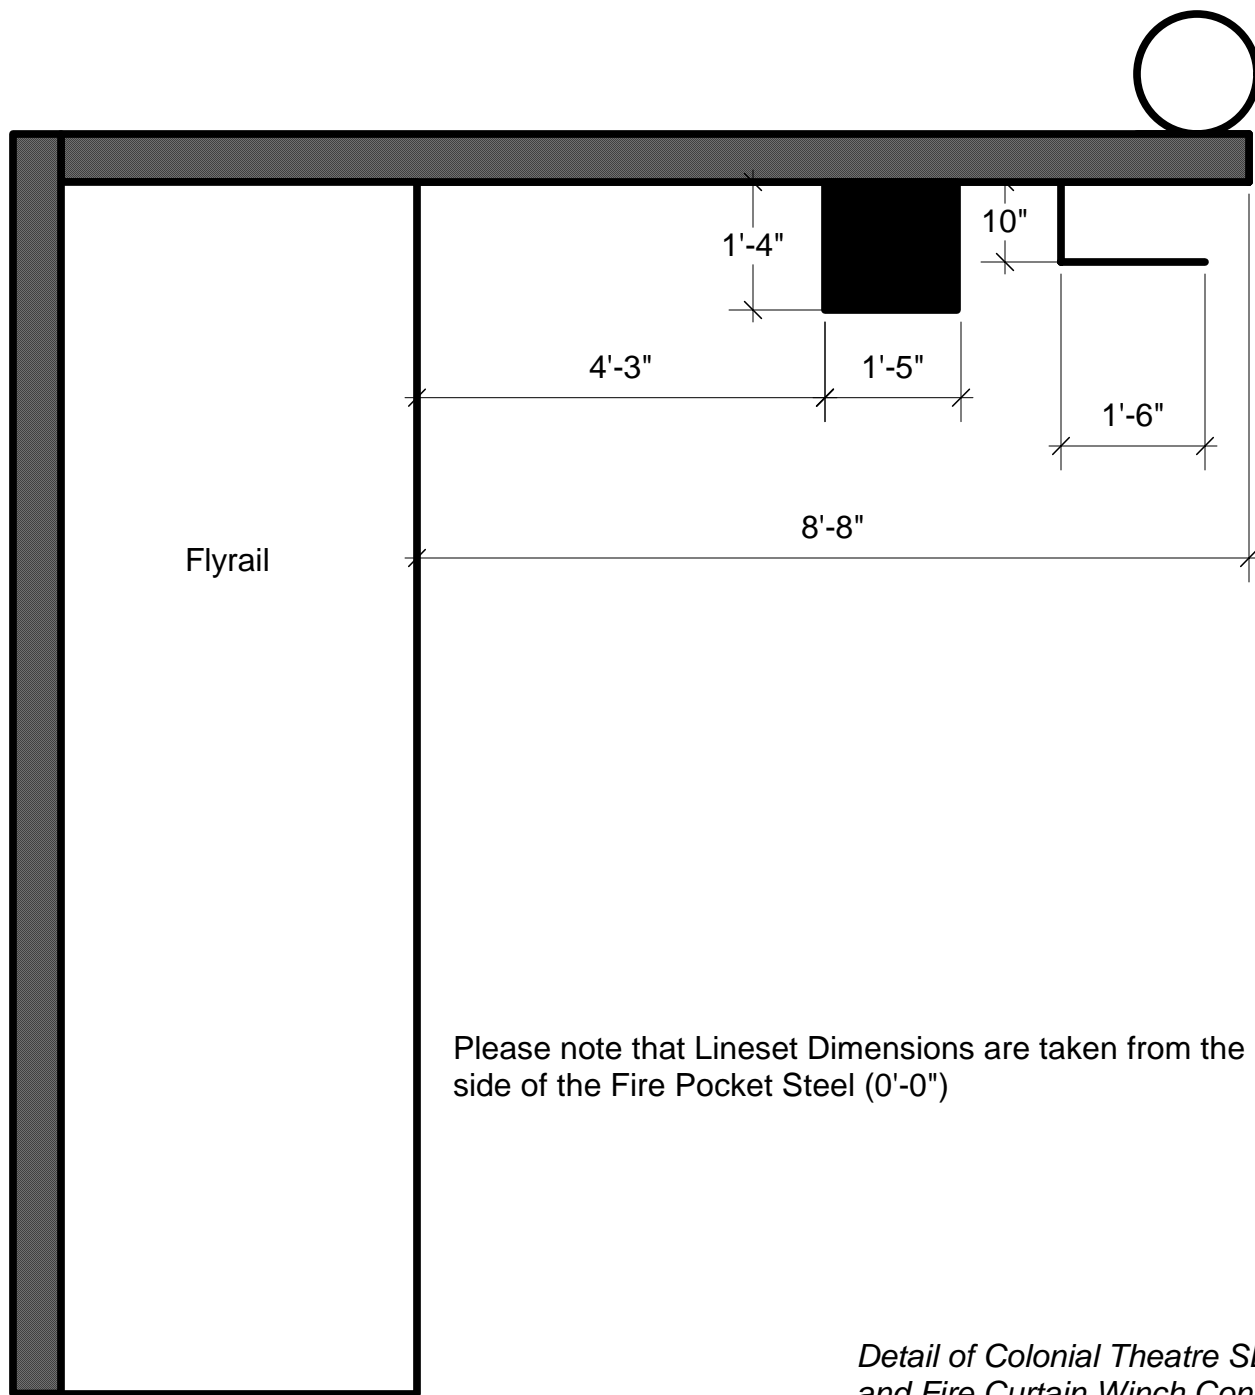 10"
1'-4"
4'-3"
1'-5"
1'-6"
8'-8"
Flyrail
Please note that Lineset Dimensions are taken from the
side of the Fire Pocket Steel (0'-0")
Detail of Colonial Theatre
and Fire Curtain Winch